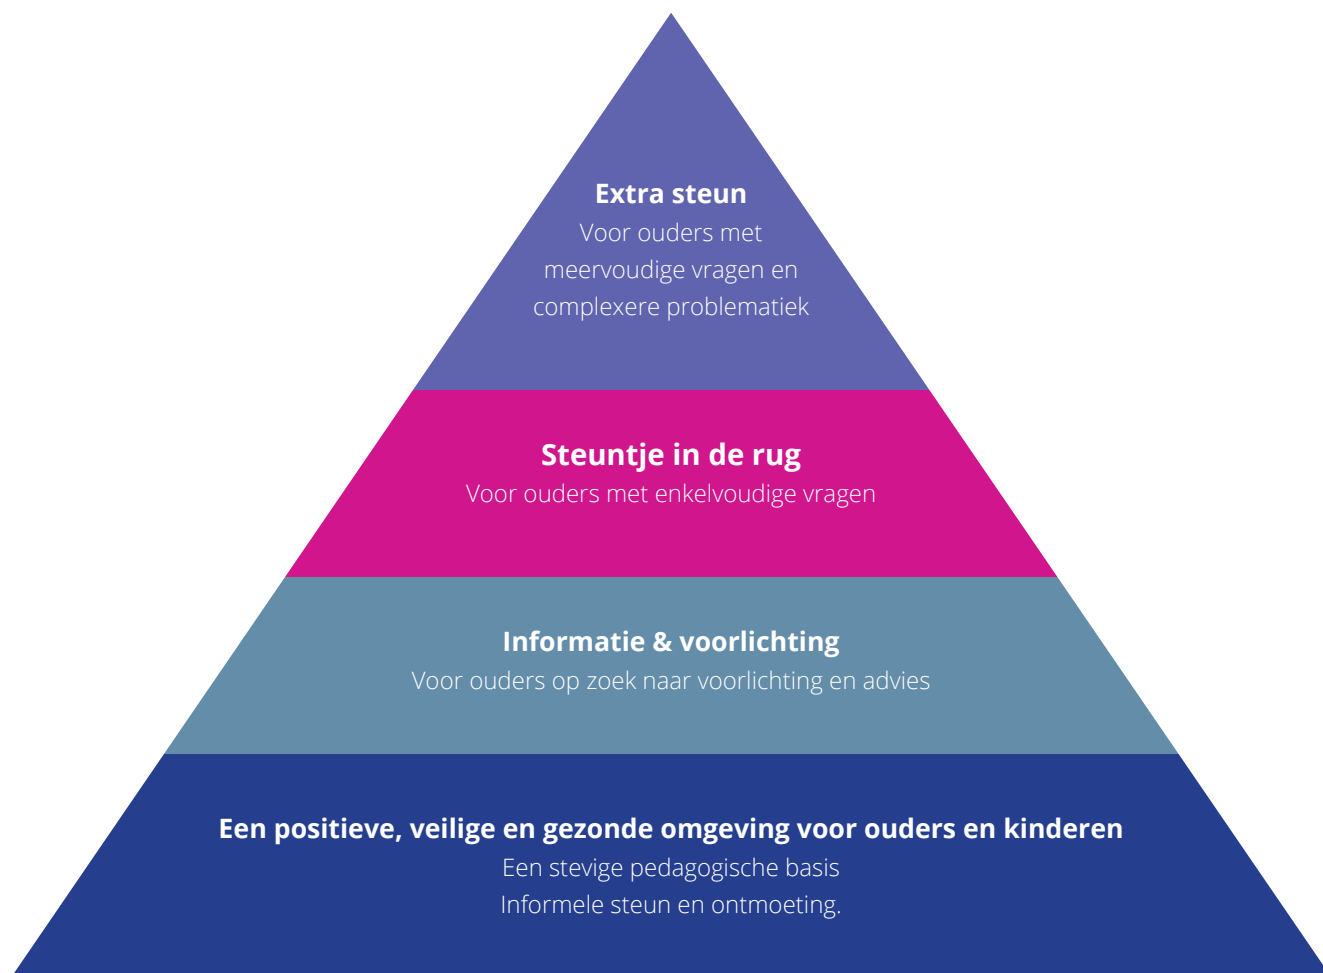 Extra steun
Voor ouders met
meervoudige vragen en
complexere problematiek
Steuntje in de rug
Voor ouders met enkelvoudige vragen
Informatie & voorlichting
Voor ouders op zoek naar voorlichting en advies
Een positieve, veilige en gezonde omgeving voor ouders en kinderen
Een stevige pedagogische basis
Informele steun en ontmoeting.